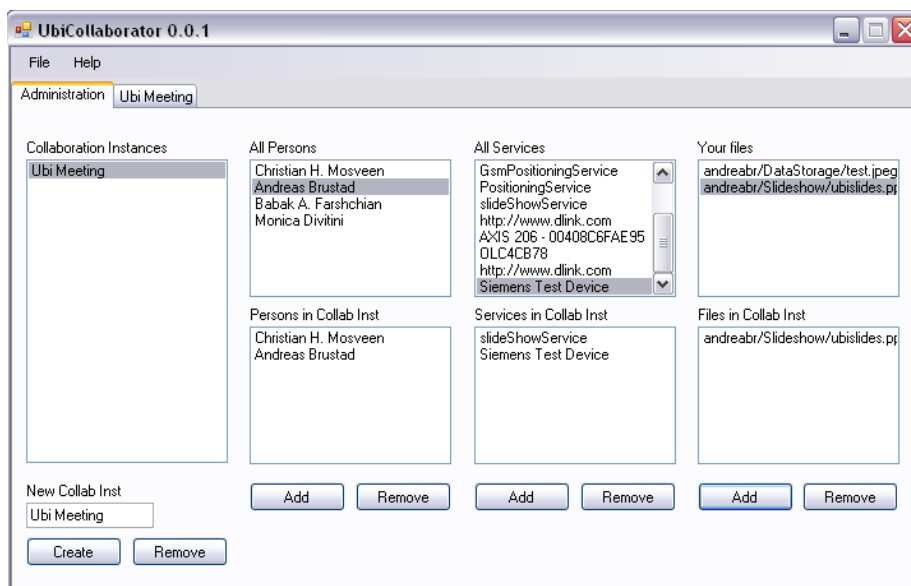 UbiCollaborator 0.0.1
File Help
Administration Ubi Meeting
Collaboration Instances
Ubi Meeting
All Persons
Christian H. Mosveen
Andreas Brustad
Babak A. Farshchian
Monica Divitini
All Services
GsmPositioningService
PositioningService
slideShowService
http://www.dlink.com
AXIS 206 - 00408C6FAE95
OLC4CB78
http://www.dlink.com
Siemens Test Device
Your files
andreabr/DataStorage/test.jpeg
andreabr/Slideshow/ubislides.pp
Persons in Collab Inst
Christian H. Mosveen
Andreas Brustad
Services in Collab Inst
slideShowService
Siemens Test Device
Files in Collab Inst
andreabr/Slideshow/ubislides.pp
New Collab Inst
Ubi Meeting
Create Remove
Add Remove
Add Remove
Add Remove